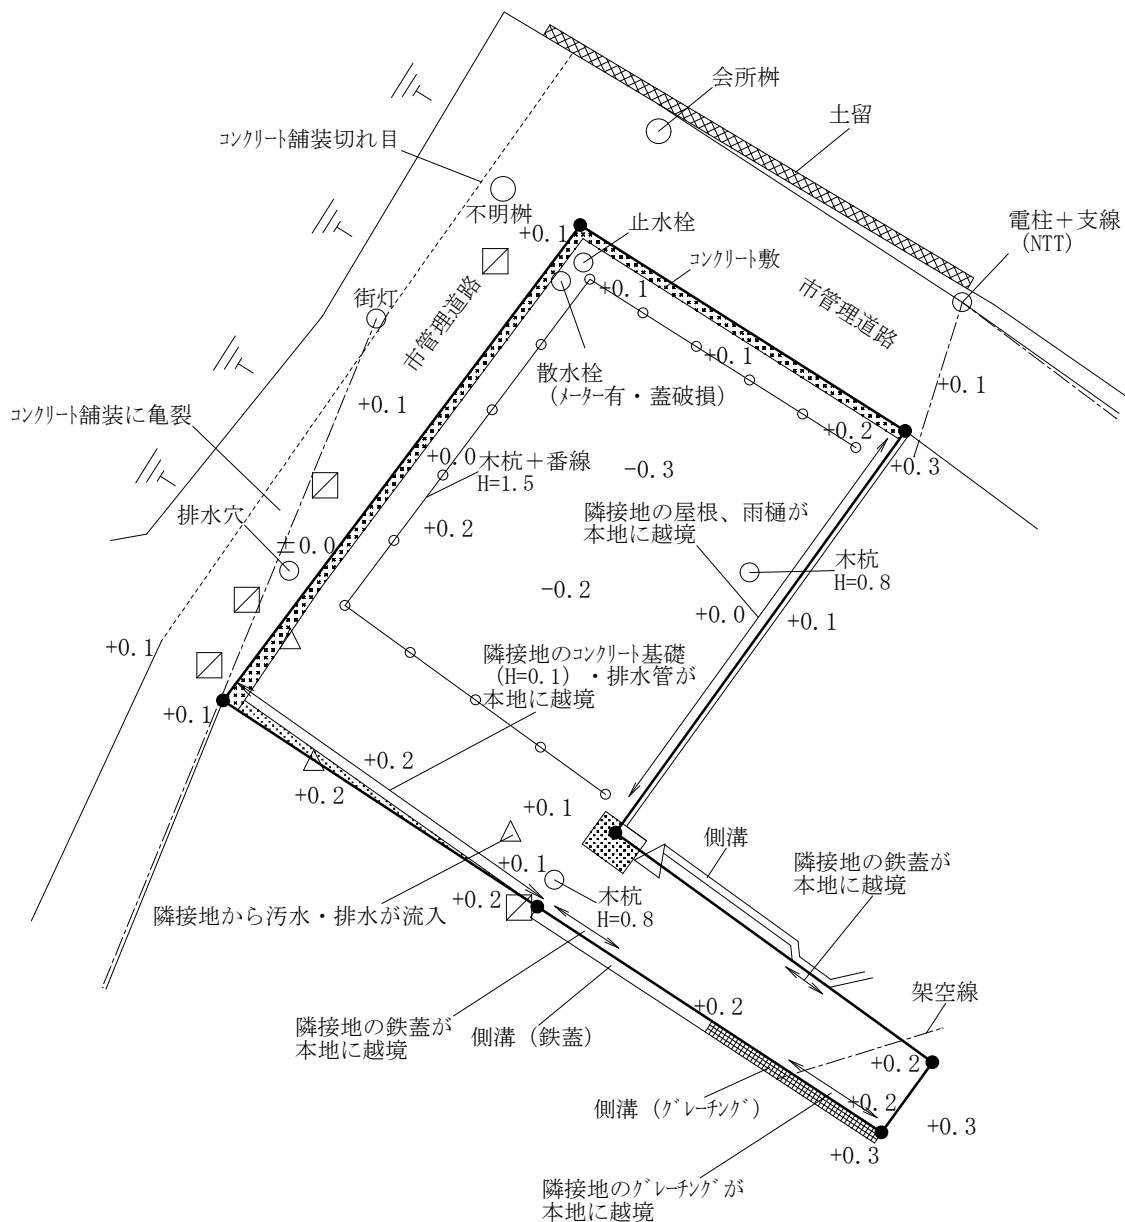 会所桝
土留
コンクリート舗装切れ目
不明桝
電柱＋支線
(NTT)
+0.1
止水栓
コンクリート敷
市管理道路
市管理道路
街灯
+0.1
+0.1
散水栓
（メーター有・蓋破損）
+0.1
+0.1
コンクリート舗装に亀裂
+0.2
+0.0
木杭＋番線
H=1.5
-0.3
+0.3
排水穴
+0.2
隣接地の屋根、雨樋が
本地に越境
±0.0
木杭
H=0.8
-0.2
+0.0
+0.1
+0.1
隣接地のコンクリート基礎
（H=0.1）・排水管が
本地に越境
+0.1
+0.2
+0.2
+0.1
側溝
隣接地の鉄蓋が
本地に越境
+0.1
+0.2
木杭
H=0.8
隣接地から汚水・排水が流入
架空線
+0.2
隣接地の鉄蓋が
本地に越境
側溝（鉄蓋）
+0.2
側溝（グレーチング）
+0.2
+0.3
+0.3
隣接地のグレーチングが
本地に越境